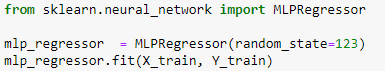 from sklearn.neural_network import MLPRegressor
mlp_regressor  = MLPRegressor(random_state=123)
mlp_regressor.fit(X_train, Y_train)